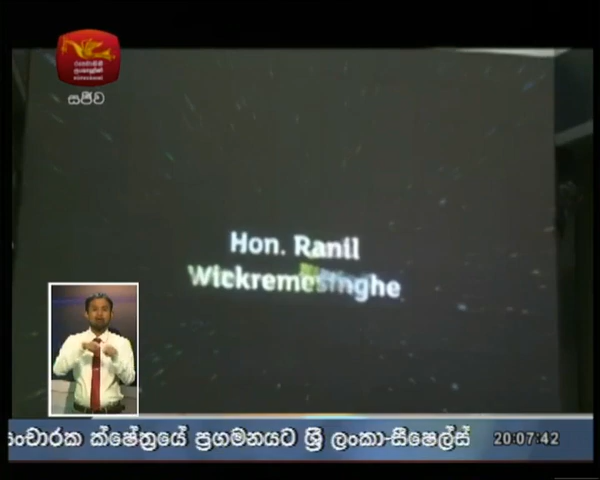 සජීව
Hon. Ranil
Wickremesinghe
සංචාරක ක්ෂේත්‍රයේ ප්‍රගමනයට ශ්‍රී ලංකා-සීෂෙල්ස්
20:07:42